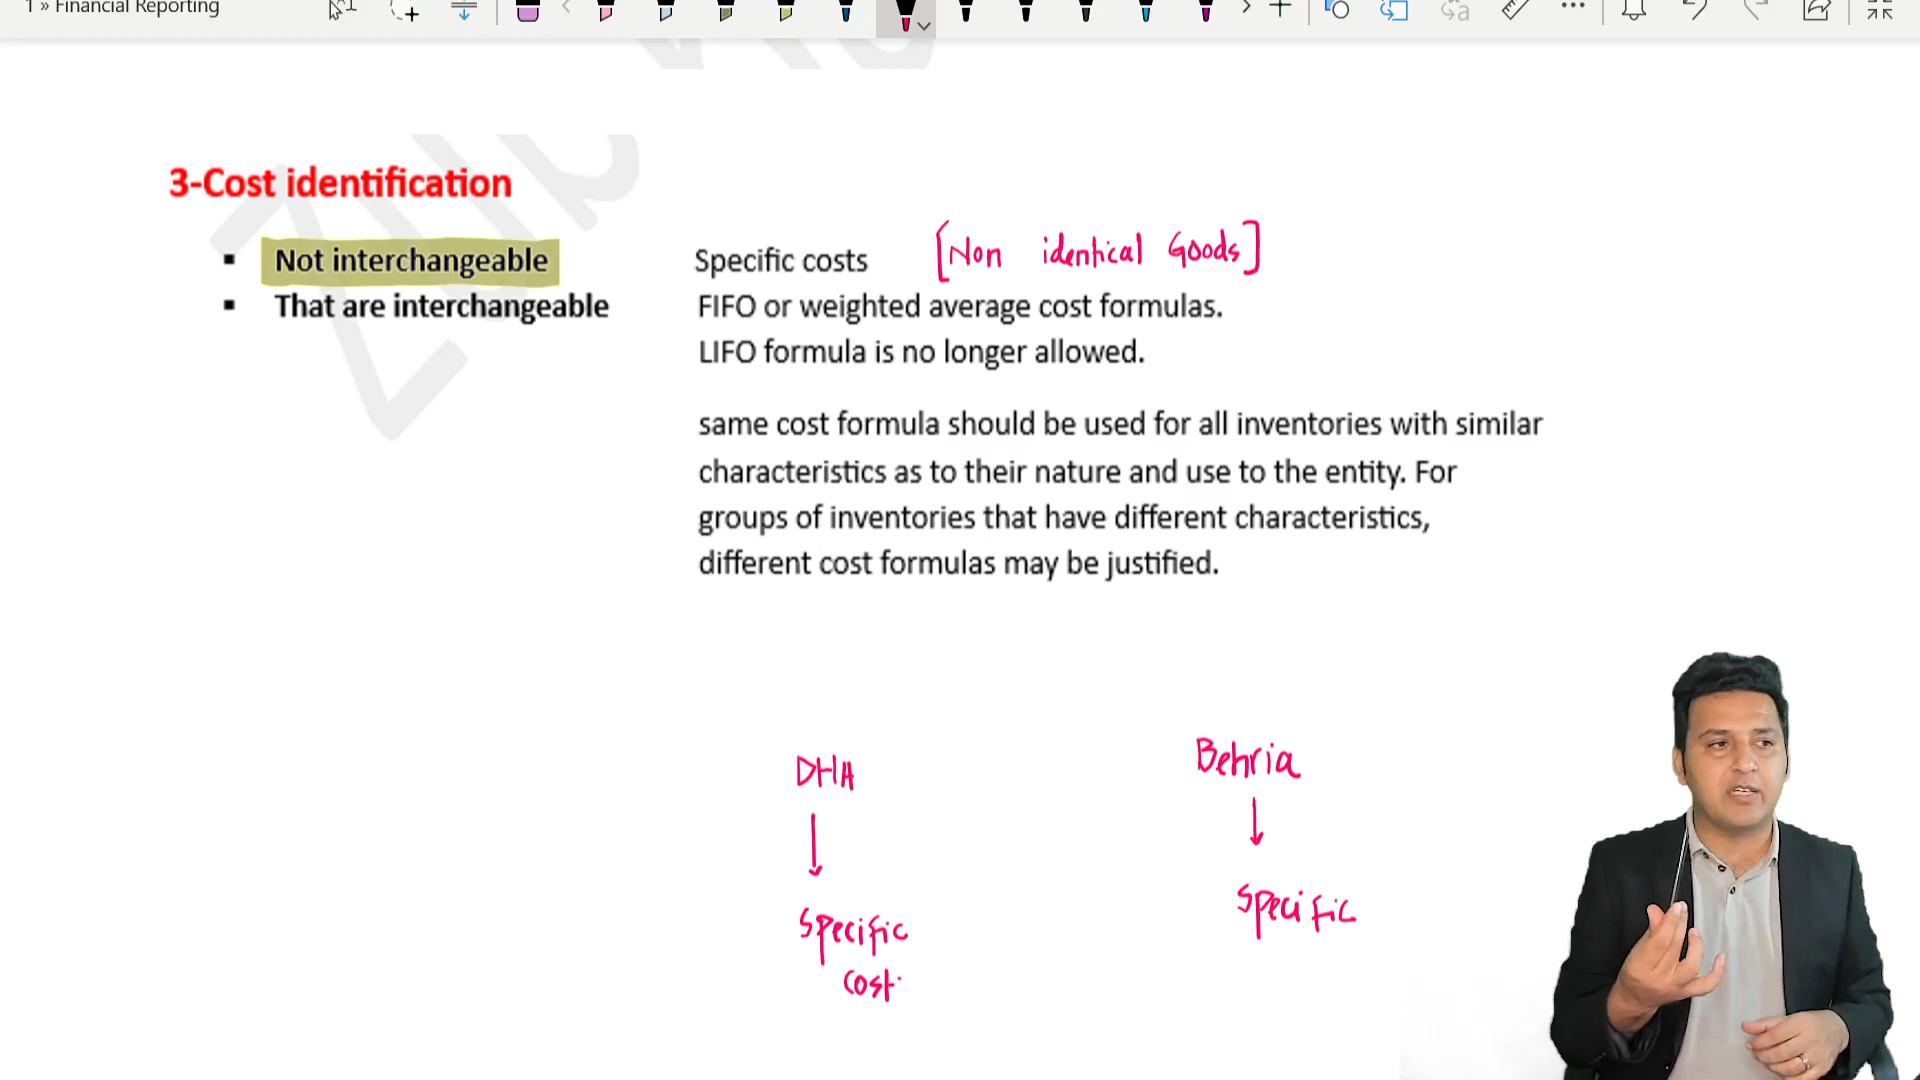 1 » Financial Reporting
3-Cost identification
▪ Not interchangeable Specific costs [Non identical Goods]
▪ That are interchangeable FIFO or weighted average cost formulas.
LIFO formula is no longer allowed.
same cost formula should be used for all inventories with similar
characteristics as to their nature and use to the entity. For
groups of inventories that have different characteristics,
different cost formulas may be justified.
DHA Behria
Specific Specific
cost